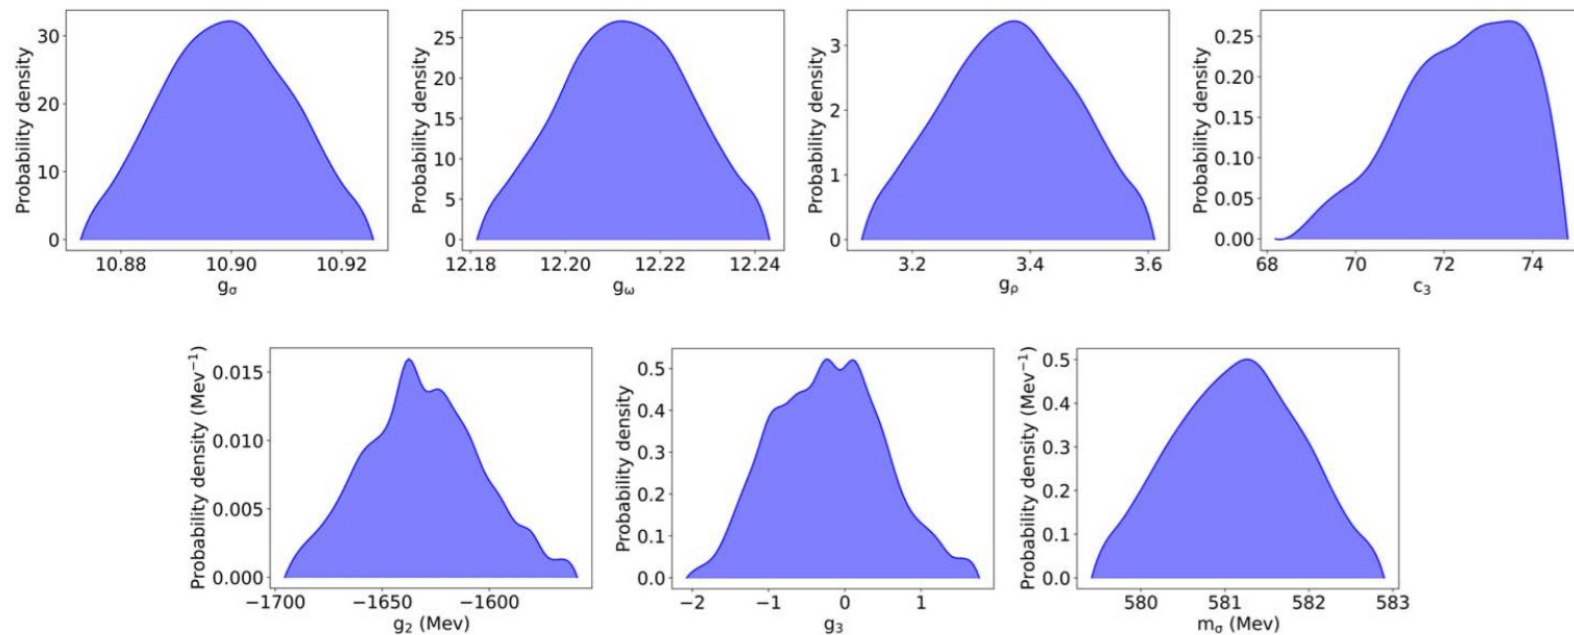 Probability density
30
20
10
0
10.88 10.90 10.92
gσ
Probability density
25
20
15
10
5
0
12.18 12.20 12.22 12.24
gω
Probability density
3
2
1
0
3.2 3.4 3.6
gρ
Probability density
0.25
0.20
0.15
0.10
0.05
0.00
68 70 72 74
c₃
Probability density (Mev⁻¹)
0.015
0.010
0.005
0.000
−1700 −1650 −1600
g₂ (Mev)
Probability density
0.5
0.4
0.3
0.2
0.1
0.0
−2 −1 0 1
g₃
Probability density (Mev⁻¹)
0.5
0.4
0.3
0.2
0.1
0.0
580 581 582 583
mσ (Mev)